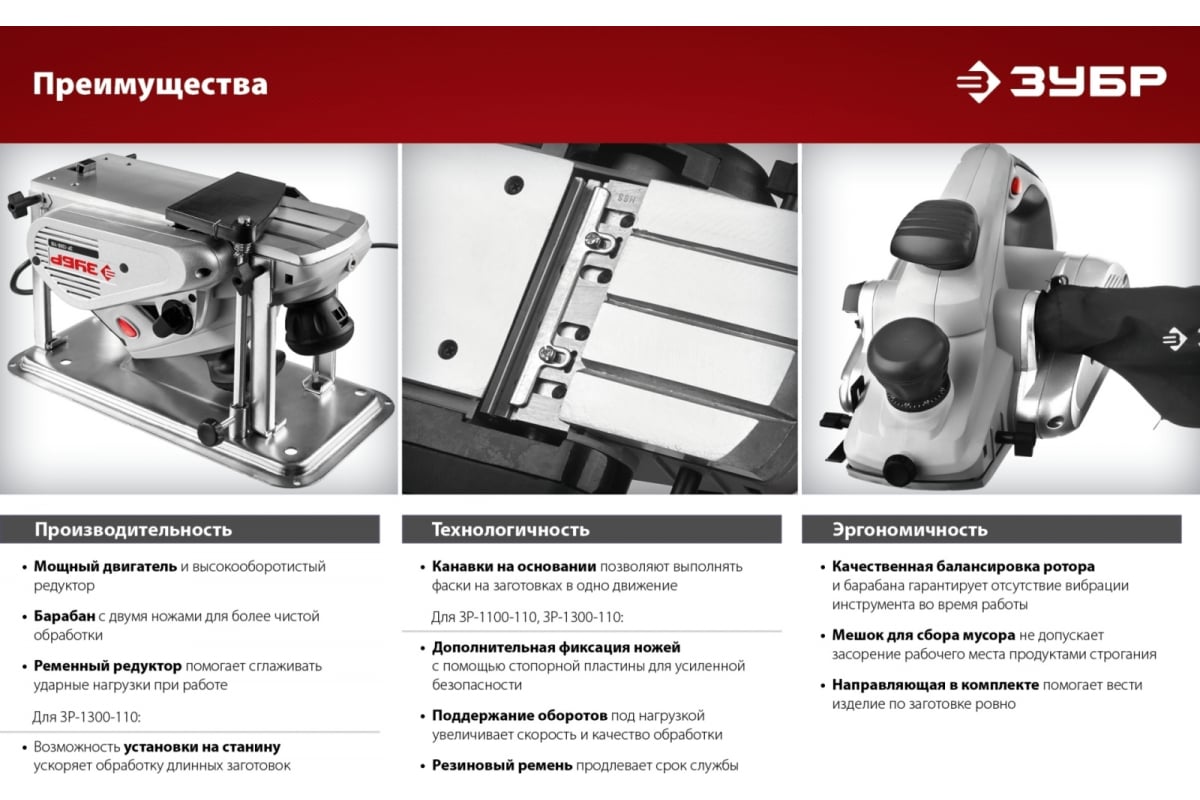 Преимущества
ЗУБР
ЗУБР
HSS
Производительность
• Мощный двигатель и высокооборотистый
редуктор
• Барабан с двумя ножами для более чистой
обработки
• Ременный редуктор помогает сглаживать
ударные нагрузки при работе
Для ЗР-1300-110:
• Возможность установки на станину
ускоряет обработку длинных заготовок
Технологичность
• Канавки на основании позволяют выполнять
фаски на заготовках в одно движение
Для ЗР-1100-110, ЗР-1300-110:
• Дополнительная фиксация ножей
с помощью стопорной пластины для усиленной
безопасности
• Поддержание оборотов под нагрузкой
увеличивает скорость и качество обработки
• Резиновый ремень продлевает срок службы
Эргономичность
• Качественная балансировка ротора
и барабана гарантирует отсутствие вибрации
инструмента во время работы
• Мешок для сбора мусора не допускает
засорение рабочего места продуктами строгания
• Направляющая в комплекте помогает вести
изделие по заготовке ровно